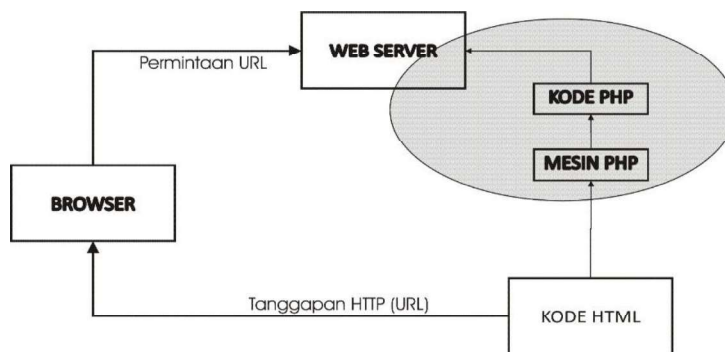 WEB SERVER
Permintaan URL
KODE PHP
MESIN PHP
BROWSER
Tanggapan HTTP (URL)
KODE HTML